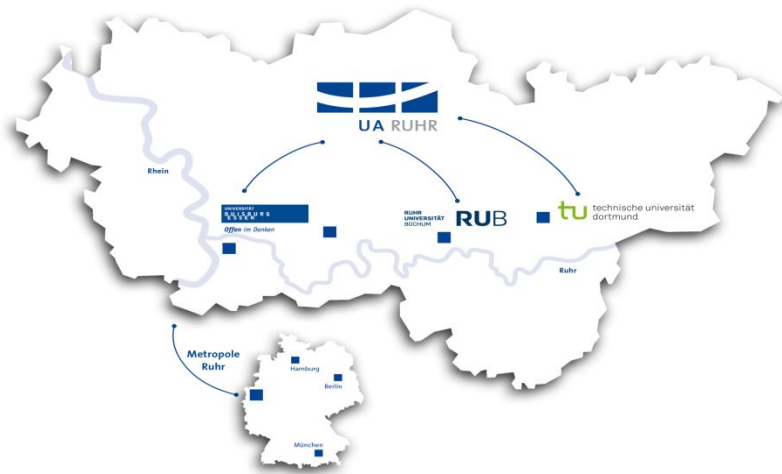 UA RUHR
Rhein
UNIVERSITÄT
DUISBURG
ESSEN
Offen im Denken
RUHR
UNIVERSITÄT
BOCHUM
RUB
tu technische universität
dortmund
Ruhr
Metropole
Ruhr
Hamburg
Berlin
München